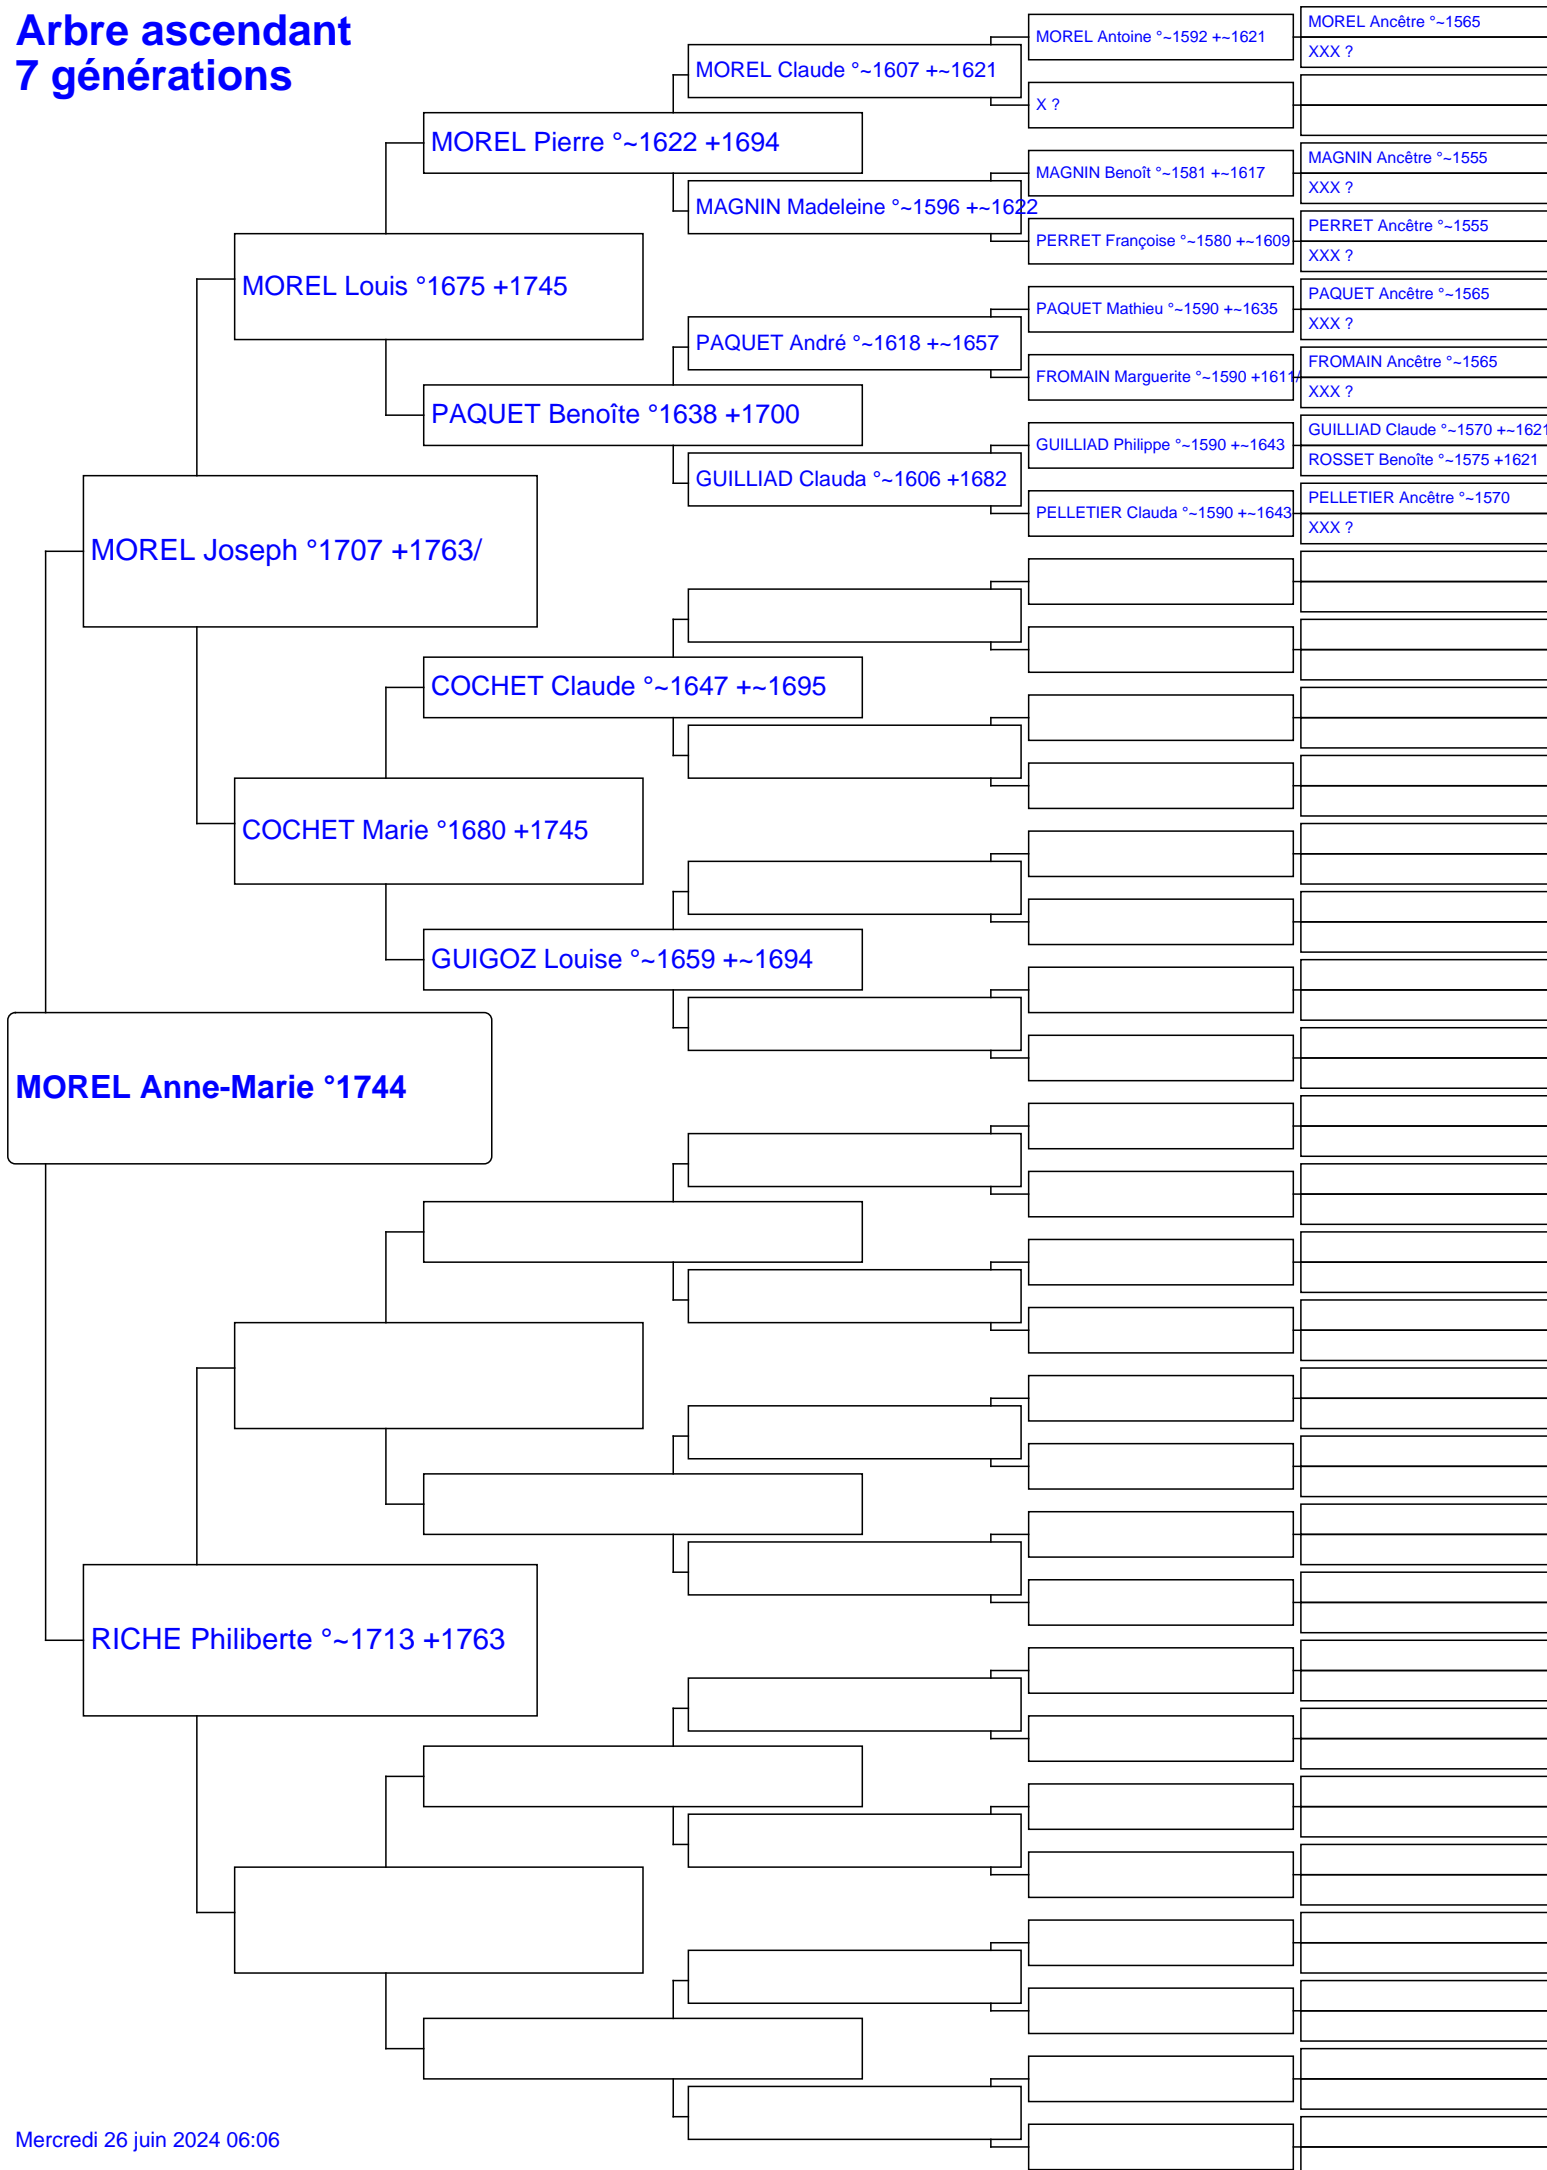 Arbre ascendant
7 générations
MOREL Anne-Marie °1744
MOREL Joseph °1707 +1763/
RICHE Philiberte °~1713 +1763
MOREL Louis °1675 +1745
COCHET Marie °1680 +1745
MOREL Pierre °~1622 +1694
PAQUET Benoîte °1638 +1700
COCHET Claude °~1647 +~1695
GUIGOZ Louise °~1659 +~1694
MOREL Claude °~1607 +~1621
MAGNIN Madeleine °~1596 +~1622
PAQUET André °~1618 +~1657
GUILLIAD Clauda °~1606 +1682
MOREL Antoine °~1592 +~1621
X ?
MAGNIN Benoît °~1581 +~1617
PERRET Françoise °~1580 +~1609
PAQUET Mathieu °~1590 +~1635
FROMAIN Marguerite °~1590 +1611/
GUILLIAD Philippe °~1590 +~1643
PELLETIER Clauda °~1590 +~1643
MOREL Ancêtre °~1565
XXX ?
MAGNIN Ancêtre °~1555
XXX ?
PERRET Ancêtre °~1555
XXX ?
PAQUET Ancêtre °~1565
XXX ?
FROMAIN Ancêtre °~1565
XXX ?
GUILLIAD Claude °~1570 +~1621
ROSSET Benoîte °~1575 +1621
PELLETIER Ancêtre °~1570
XXX ?
Mercredi 26 juin 2024 06:06